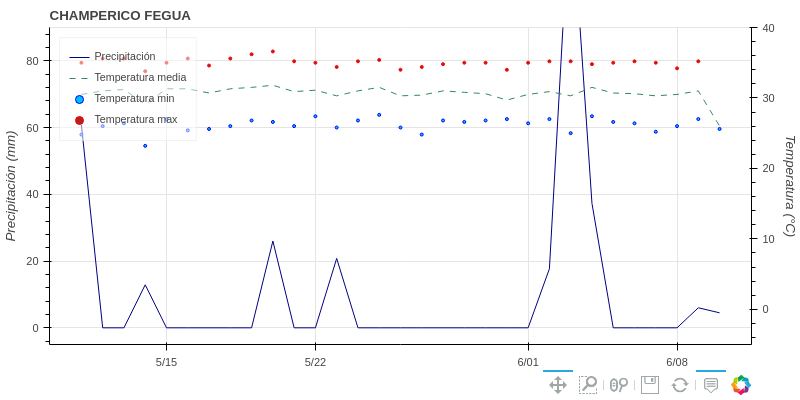 CHAMPERICO FEGUA
Precipitación
Temperatura media
Temperatura min
Temperatura max
Precipitación (mm)
80
60
40
20
0
Temperatura (°C)
40
30
20
10
0
5/15
5/22
6/01
6/08